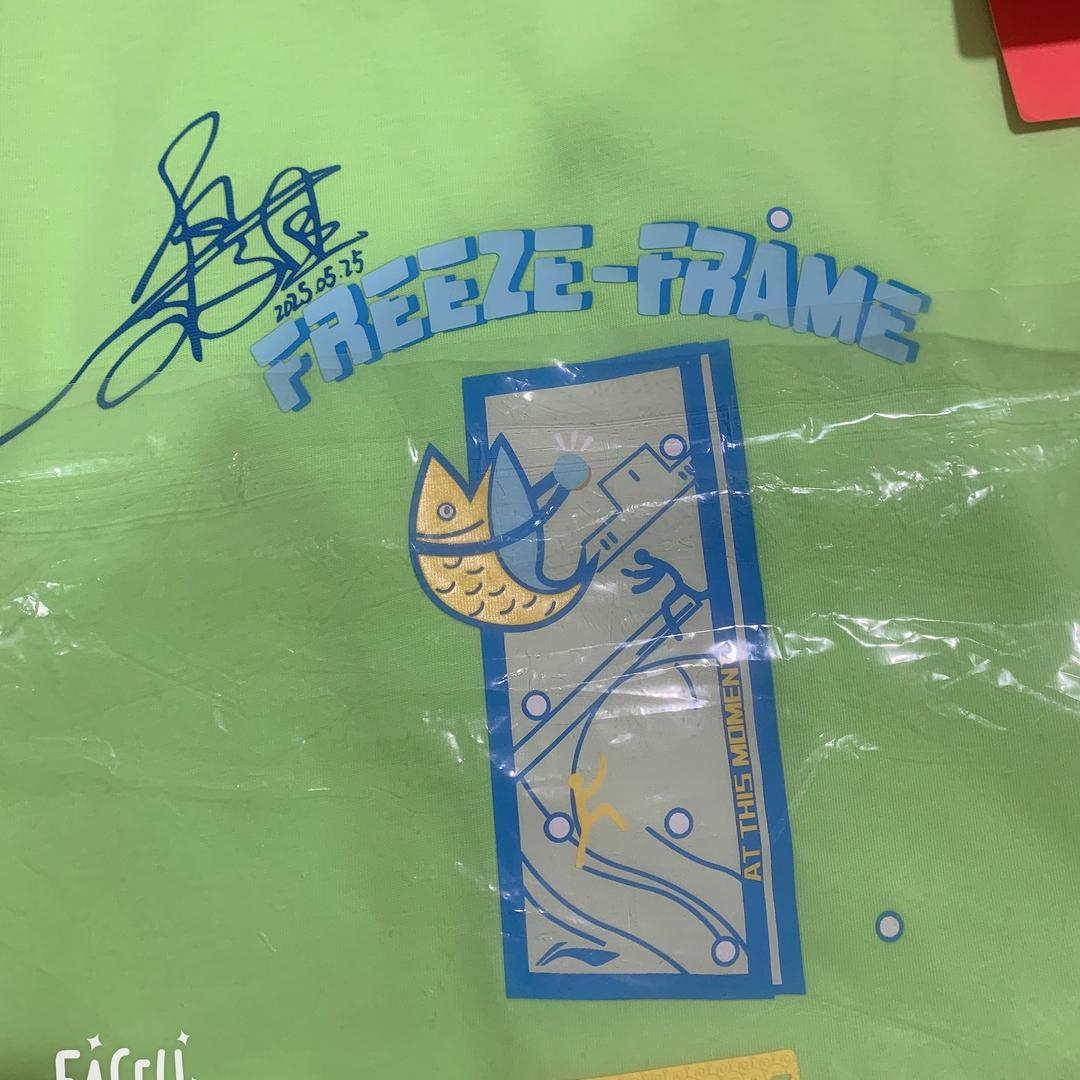 2025.05.25
FREEZE-FRAME
AT THIS MOMENT